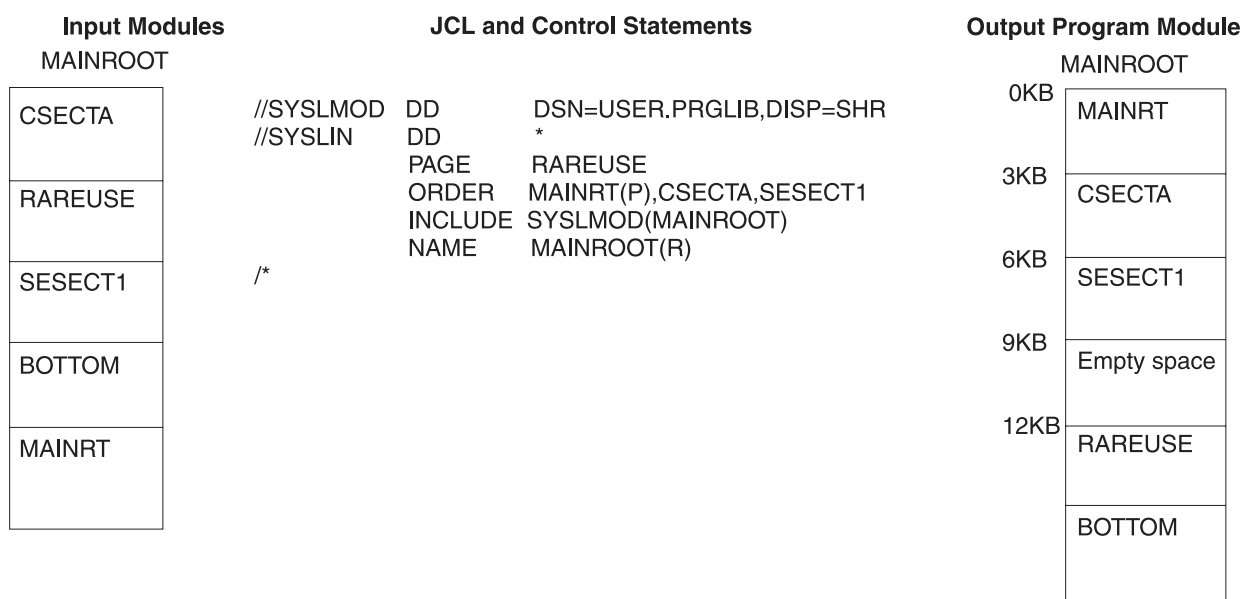 Input Modules
MAINROOT
CSECTA
RAREUSE
SESECT1
BOTTOM
MAINRT
JCL and Control Statements
//SYSLMOD DD DSN=USER.PRGLIB,DISP=SHR
//SYSLIN DD *
PAGE RAREUSE
ORDER MAINRT(P),CSECTA,SESECT1
INCLUDE SYSLMOD(MAINROOT)
NAME MAINROOT(R)
/*
Output Program Module
MAINROOT
0KB
MAINRT
3KB
CSECTA
6KB
SESECT1
9KB
Empty space
12KB
RAREUSE
BOTTOM